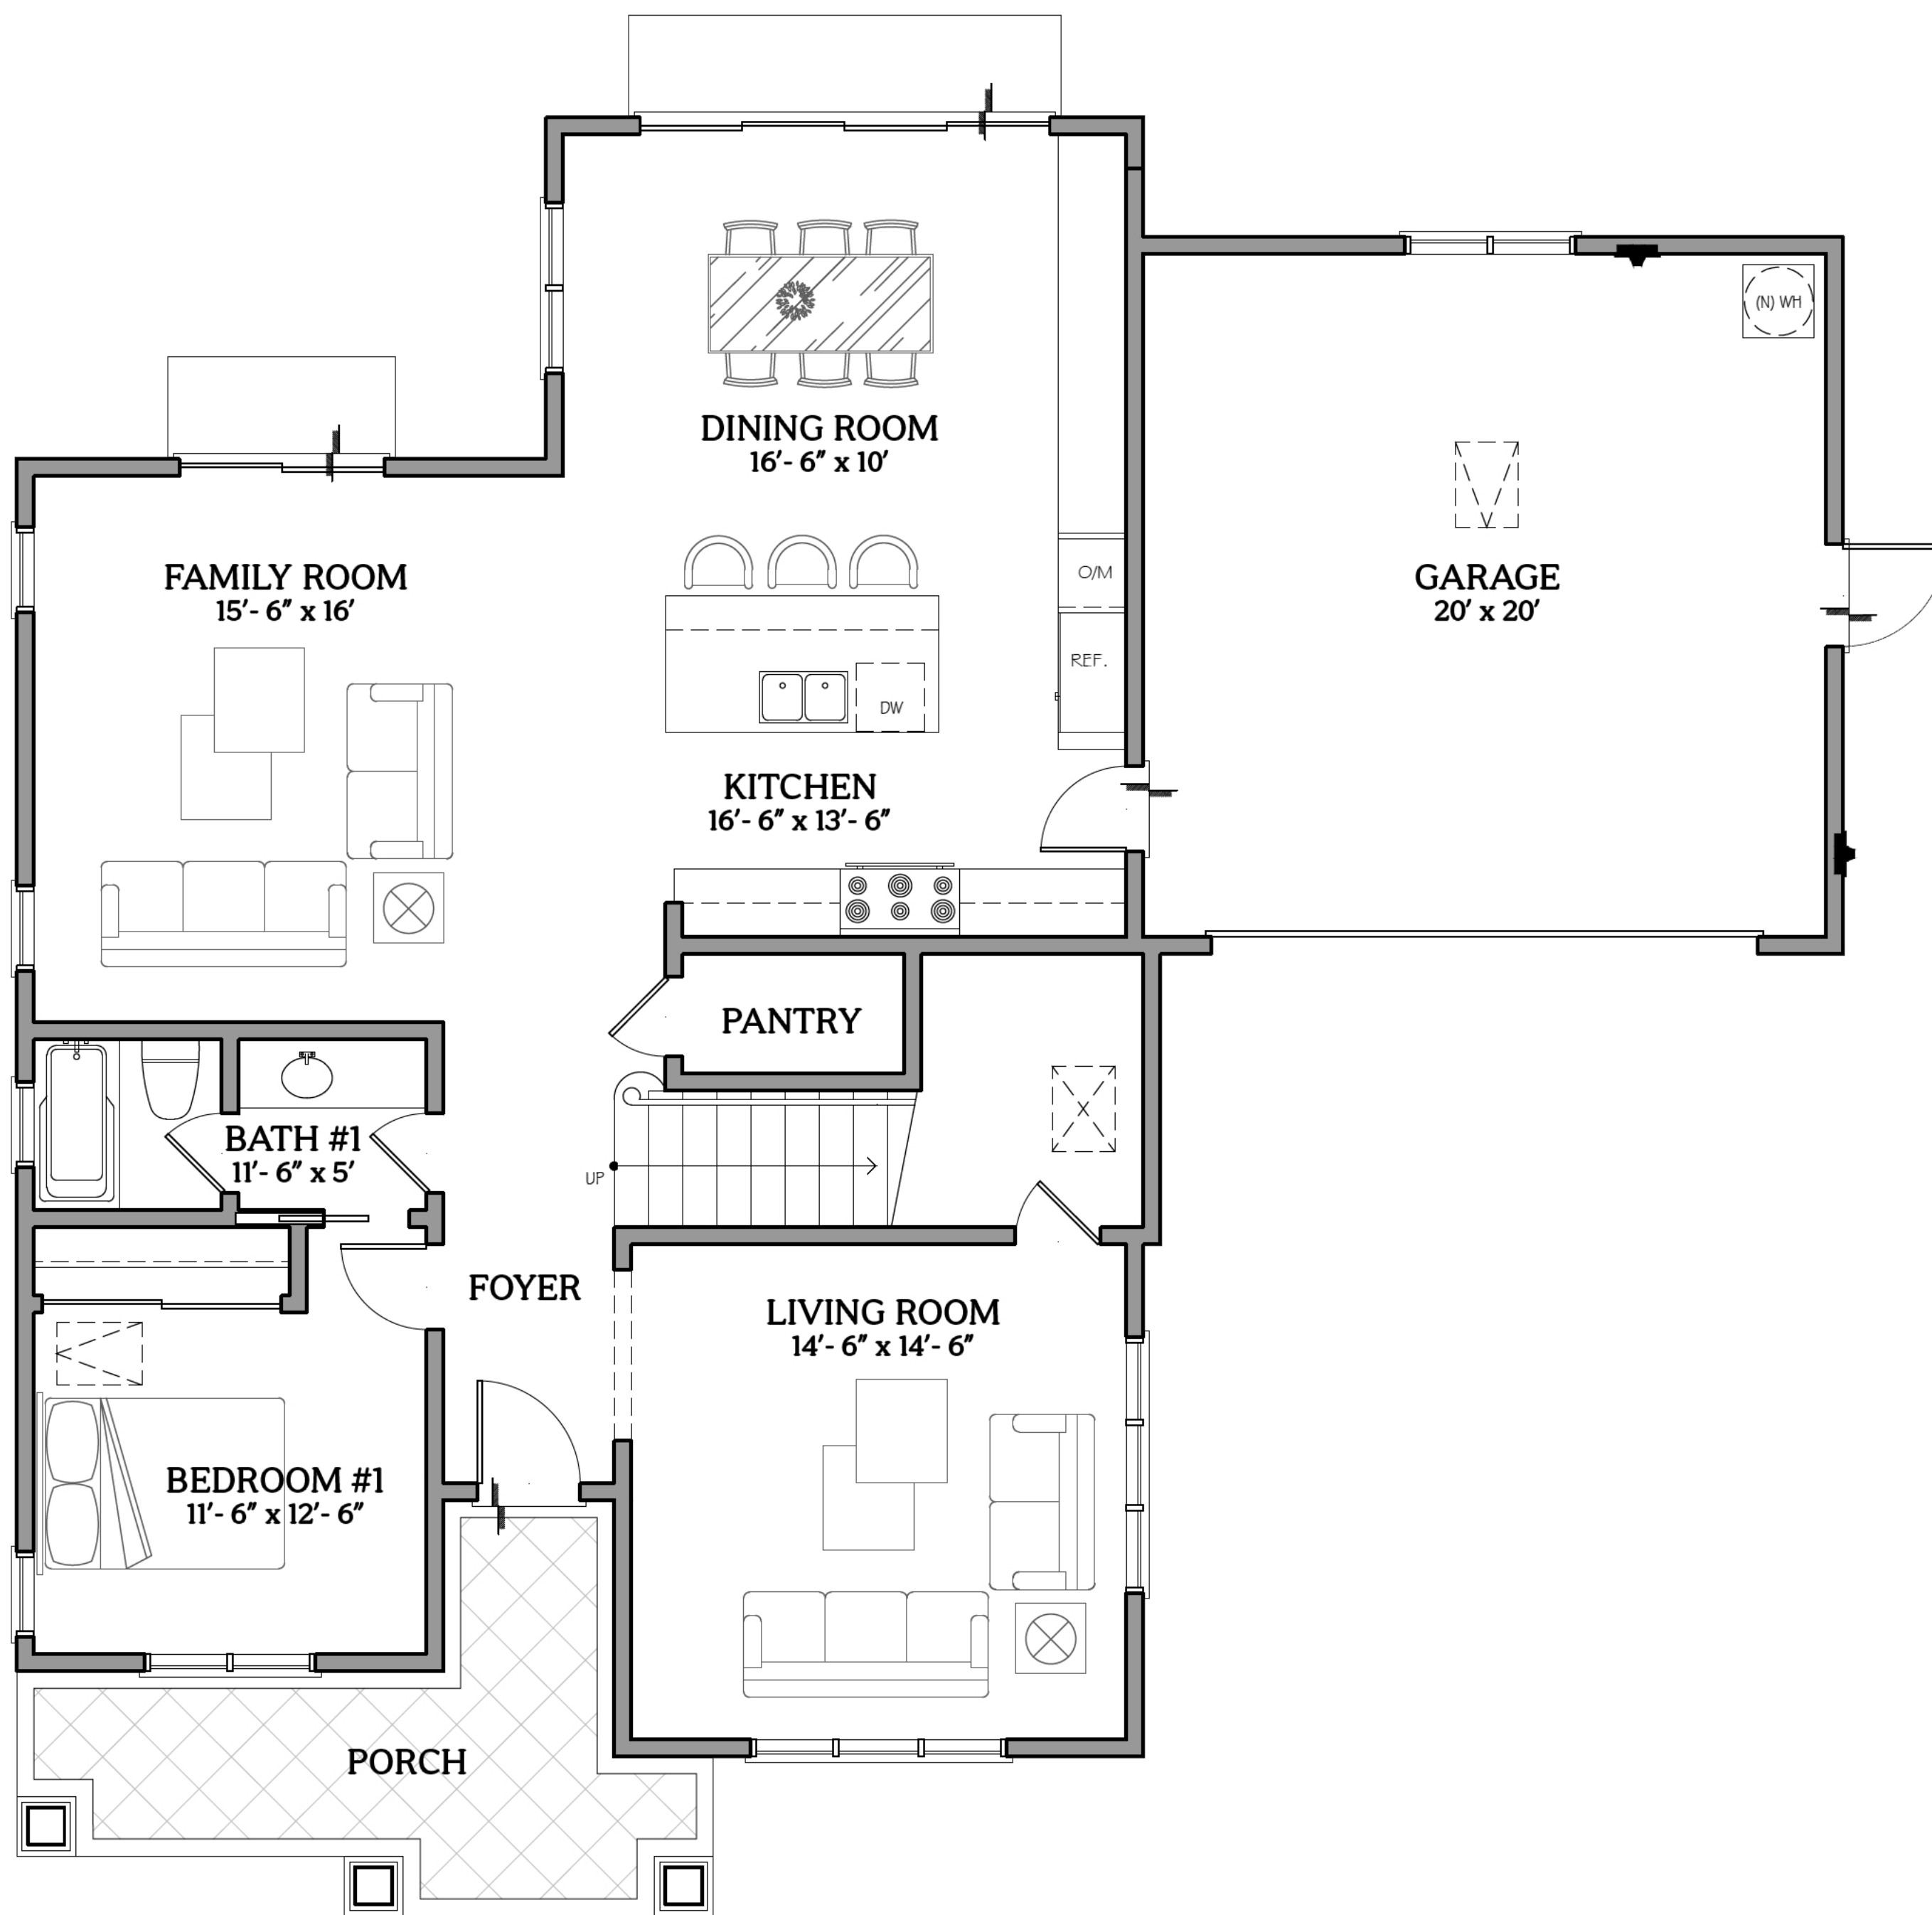 (N) WH
DINING ROOM
16'- 6" x 10'
FAMILY ROOM
15'- 6" x 16'
O/M
GARAGE
20' x 20'
REF.
DW
KITCHEN
16'- 6" x 13'- 6"
PANTRY
BATH #1
11'- 6" x 5'
X
UP
FOYER
LIVING ROOM
14'- 6" x 14'- 6"
BEDROOM #1
11'- 6" x 12'- 6"
PORCH